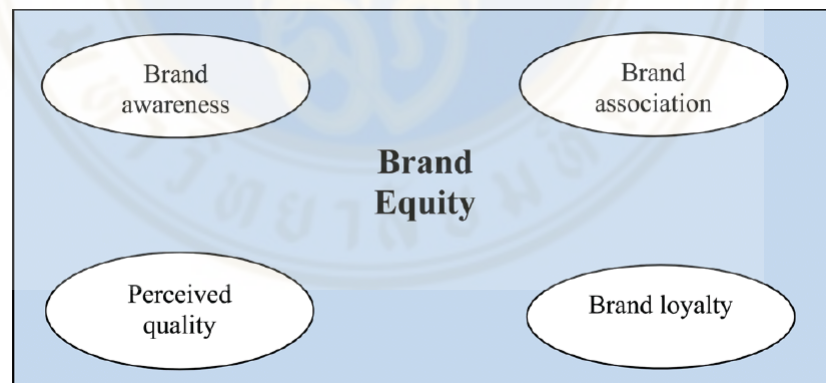 Brand
awareness
Brand
association
Brand
Equity
Perceived
quality
Brand loyalty